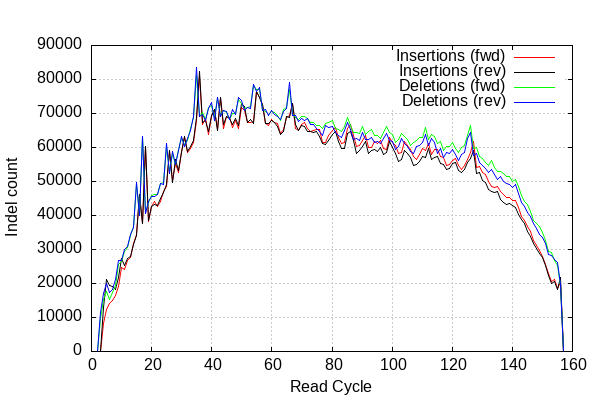 90000
80000
70000
60000
50000
40000
30000
20000
10000
0
Indel count
Insertions (fwd)
Insertions (rev)
Deletions (fwd)
Deletions (rev)
0 20 40 60 80 100 120 140 160
Read Cycle